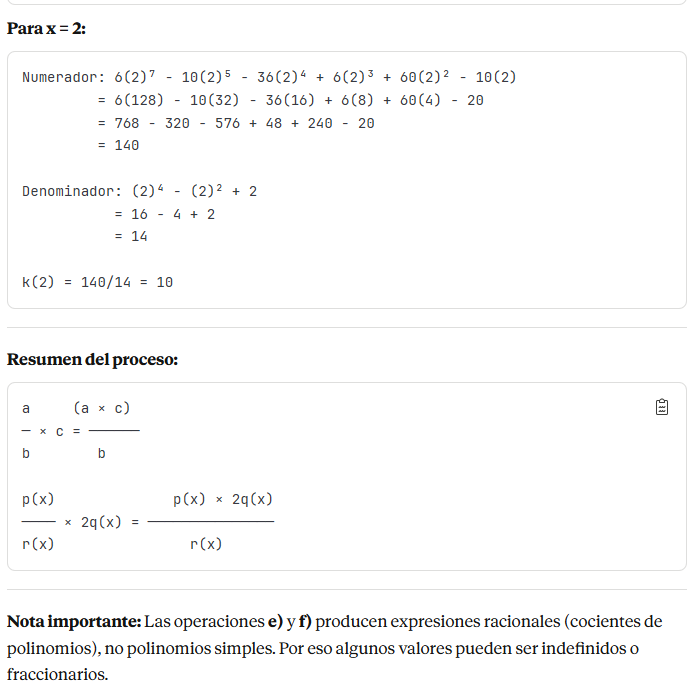 Para x = 2:
Numerador: 6(2)⁷ - 10(2)⁵ - 36(2)⁴ + 6(2)³ + 60(2)² - 10(2)
= 6(128) - 10(32) - 36(16) + 6(8) + 60(4) - 20
= 768 - 320 - 576 + 48 + 240 - 20
= 140
Denominador: (2)⁴ - (2)² + 2
= 16 - 4 + 2
= 14
k(2) = 140/14 = 10
Resumen del proceso:
a (a × c)
─ × c = ─────
b b
p(x) p(x) × 2q(x)
──── × 2q(x) = ─────────────
r(x) r(x)
Nota importante: Las operaciones e) y f) producen expresiones racionales (cocientes de
polinomios), no polinomios simples. Por eso algunos valores pueden ser indefinidos o
fraccionarios.